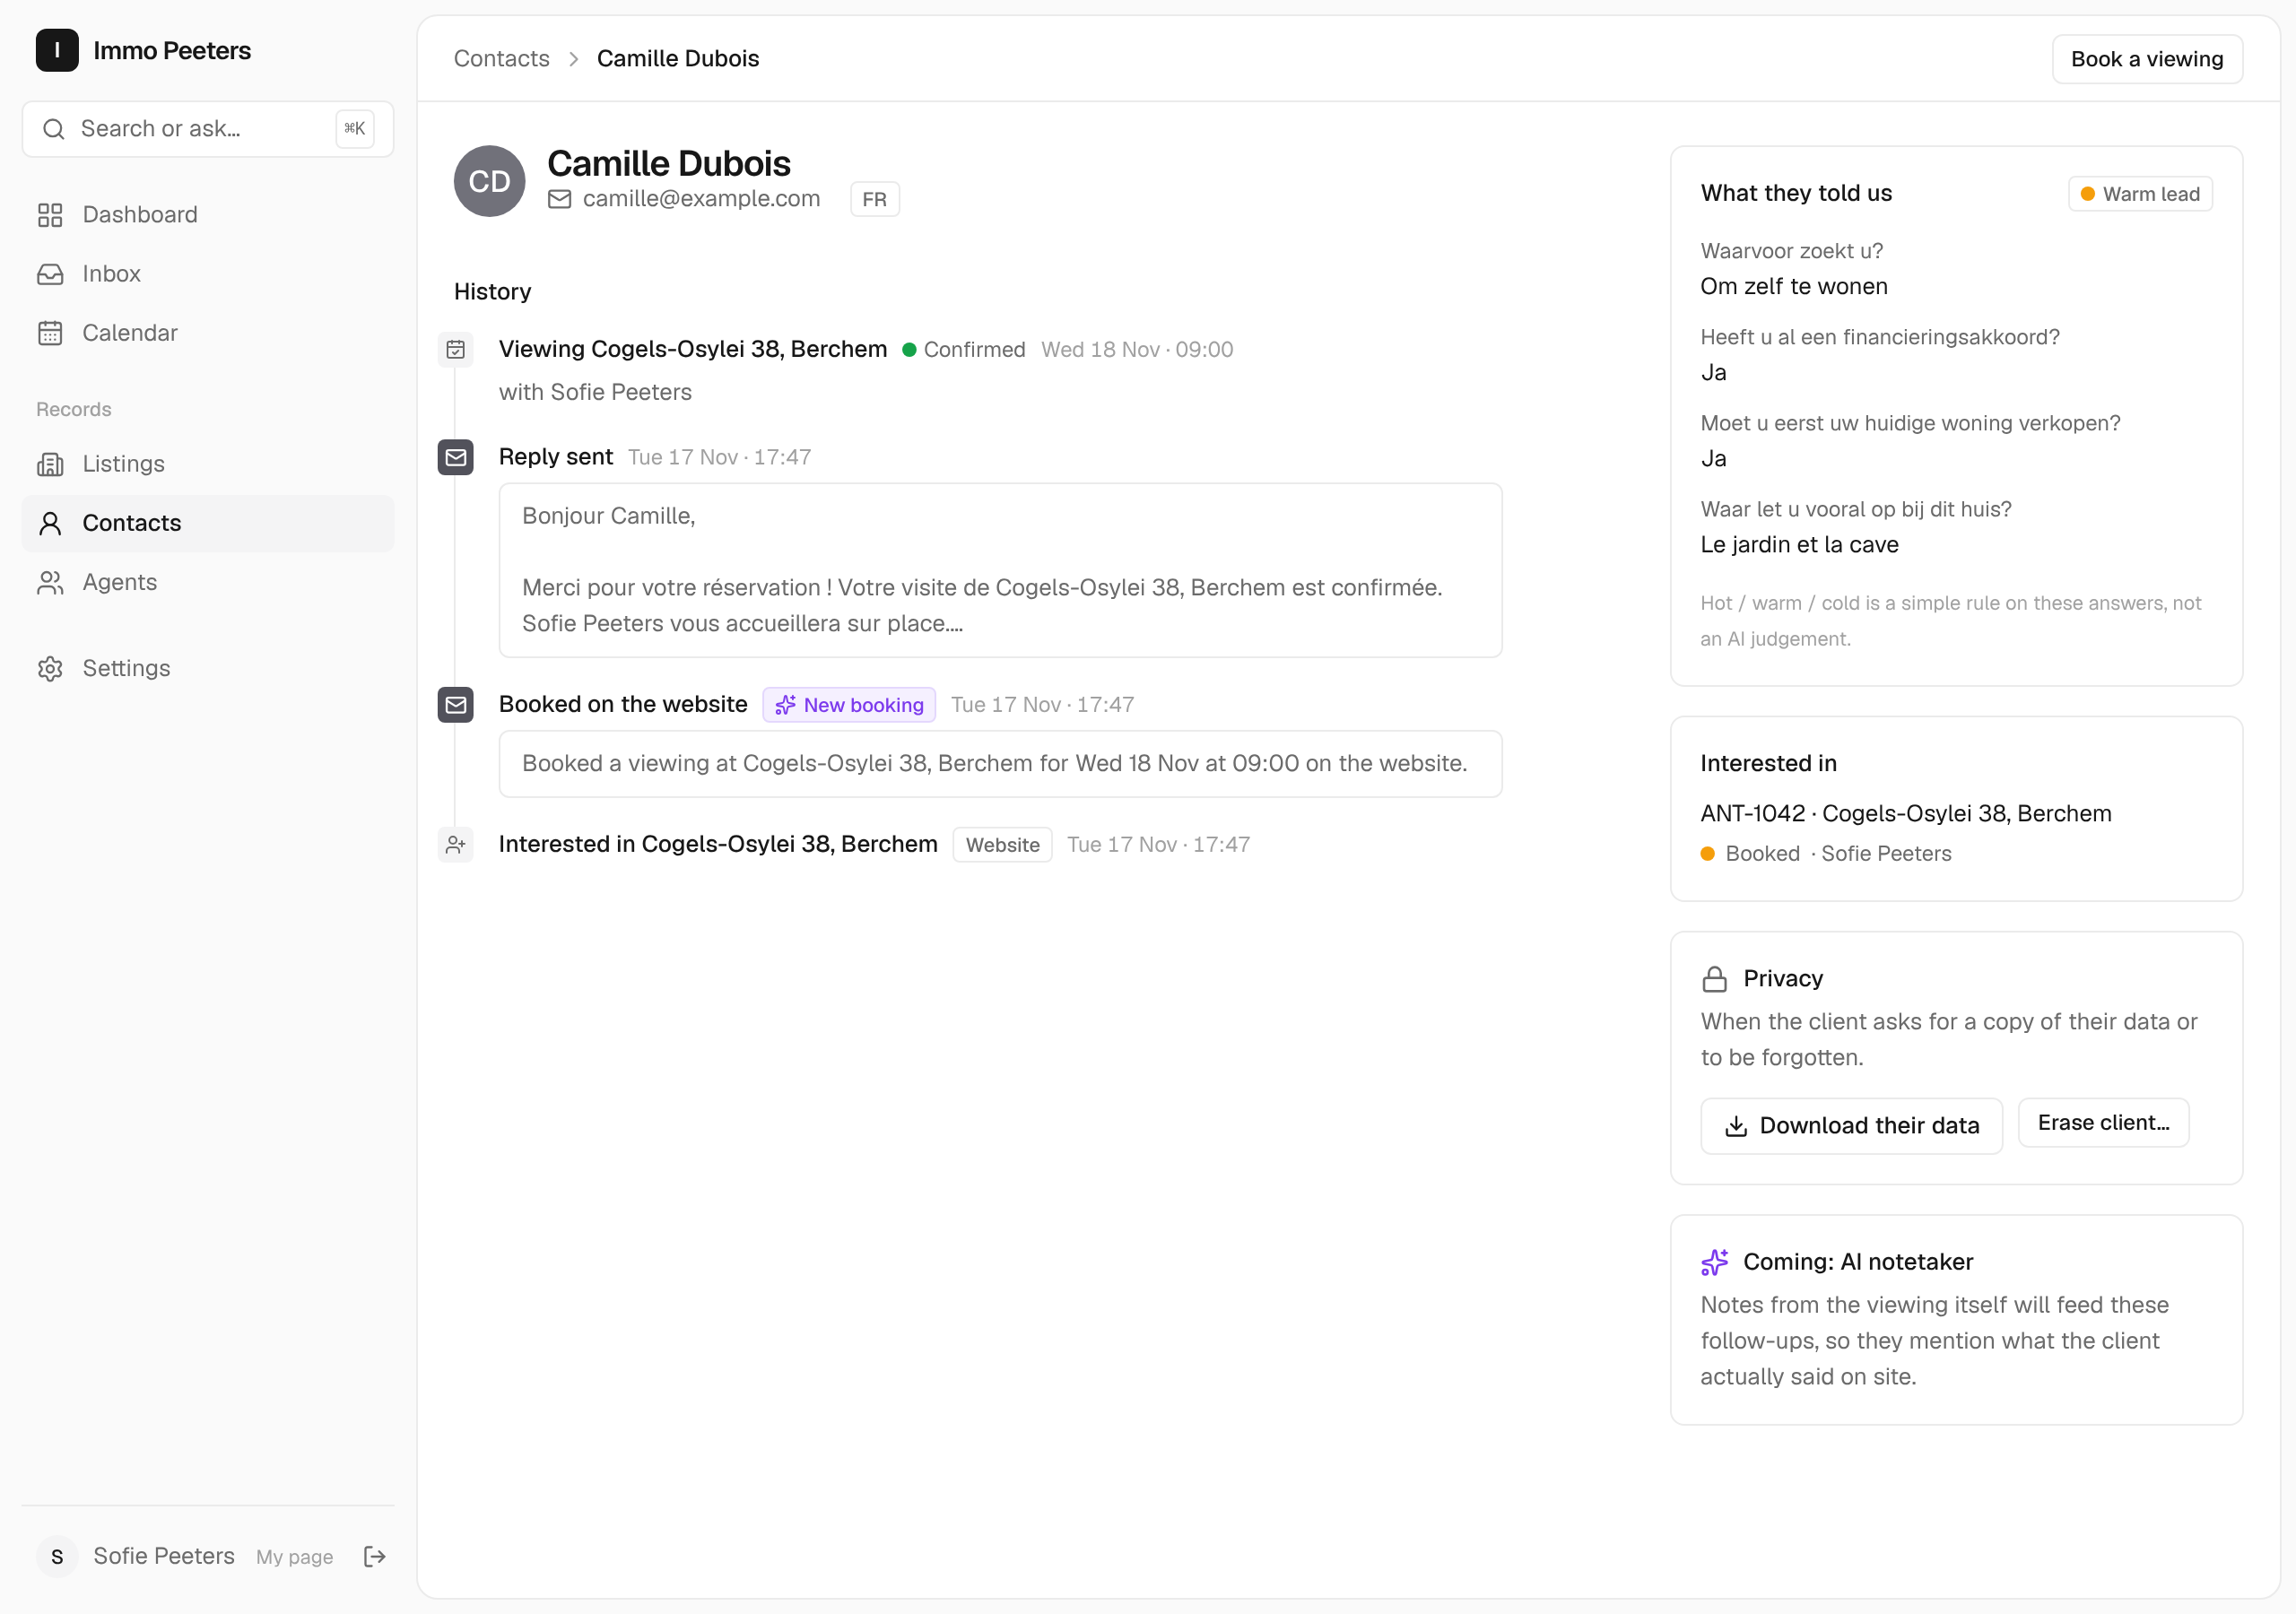 I
Immo Peeters
Search or ask...
⌘K
Dashboard
Inbox
Calendar
Records
Listings
Contacts
Agents
Settings
S
Sofie Peeters
My page
Contacts > Camille Dubois
Book a viewing
CD
Camille Dubois
camille@example.com
FR
History
Viewing Cogels-Osylei 38, Berchem
Confirmed
Wed 18 Nov · 09:00
with Sofie Peeters
Reply sent
Tue 17 Nov · 17:47
Bonjour Camille,
Merci pour votre réservation ! Votre visite de Cogels-Osylei 38, Berchem est confirmée.
Sofie Peeters vous accueillera sur place....
Booked on the website
New booking
Tue 17 Nov · 17:47
Booked a viewing at Cogels-Osylei 38, Berchem for Wed 18 Nov at 09:00 on the website.
Interested in Cogels-Osylei 38, Berchem
Website
Tue 17 Nov · 17:47
What they told us
Warm lead
Waarvoor zoekt u?
Om zelf te wonen
Heeft u al een financieringsakkoord?
Ja
Moet u eerst uw huidige woning verkopen?
Ja
Waar let u vooral op bij dit huis?
Le jardin et la cave
Hot / warm / cold is a simple rule on these answers, not
an AI judgement.
Interested in
ANT-1042 · Cogels-Osylei 38, Berchem
Booked · Sofie Peeters
Privacy
When the client asks for a copy of their data or
to be forgotten.
Download their data
Erase client...
Coming: AI notetaker
Notes from the viewing itself will feed these
follow-ups, so they mention what the client
actually said on site.